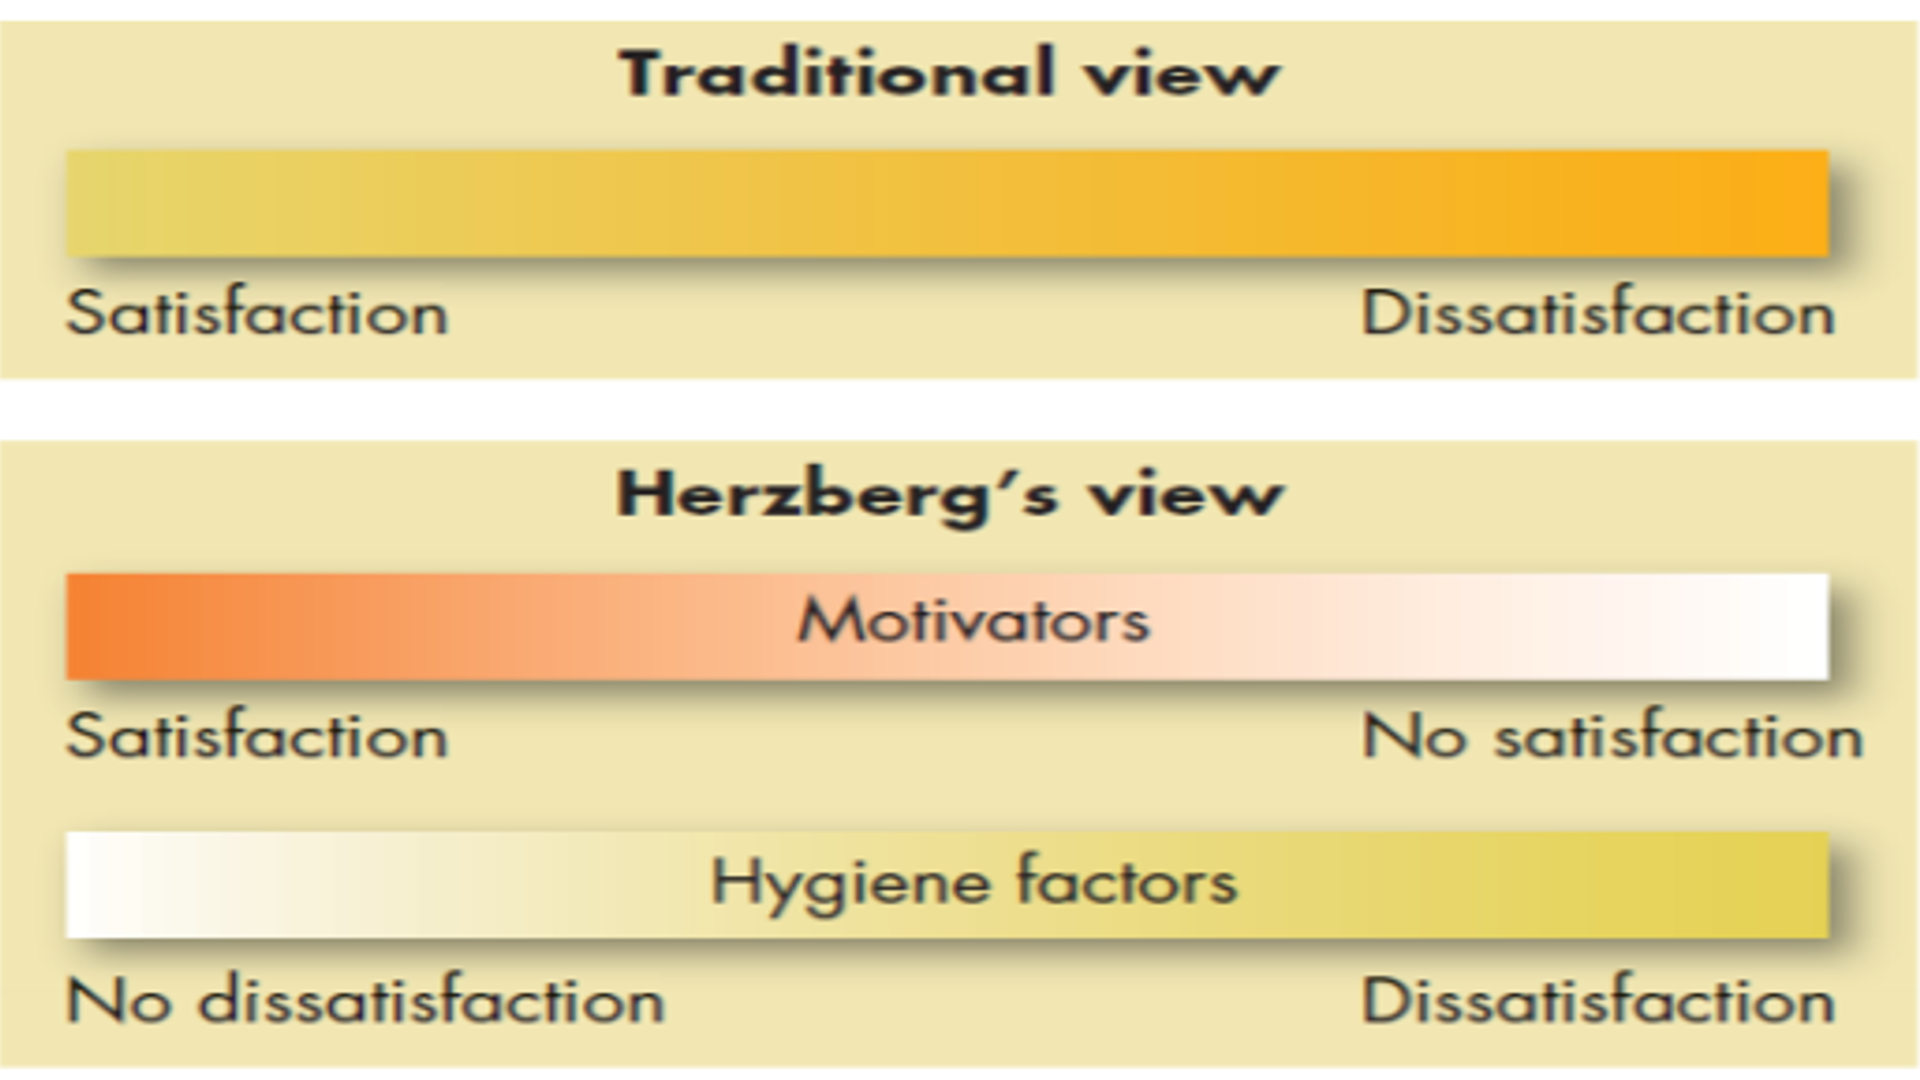 Traditional view
Satisfaction Dissatisfaction
Herzberg’s view
Motivators
Satisfaction No satisfaction
Hygiene factors
No dissatisfaction Dissatisfaction